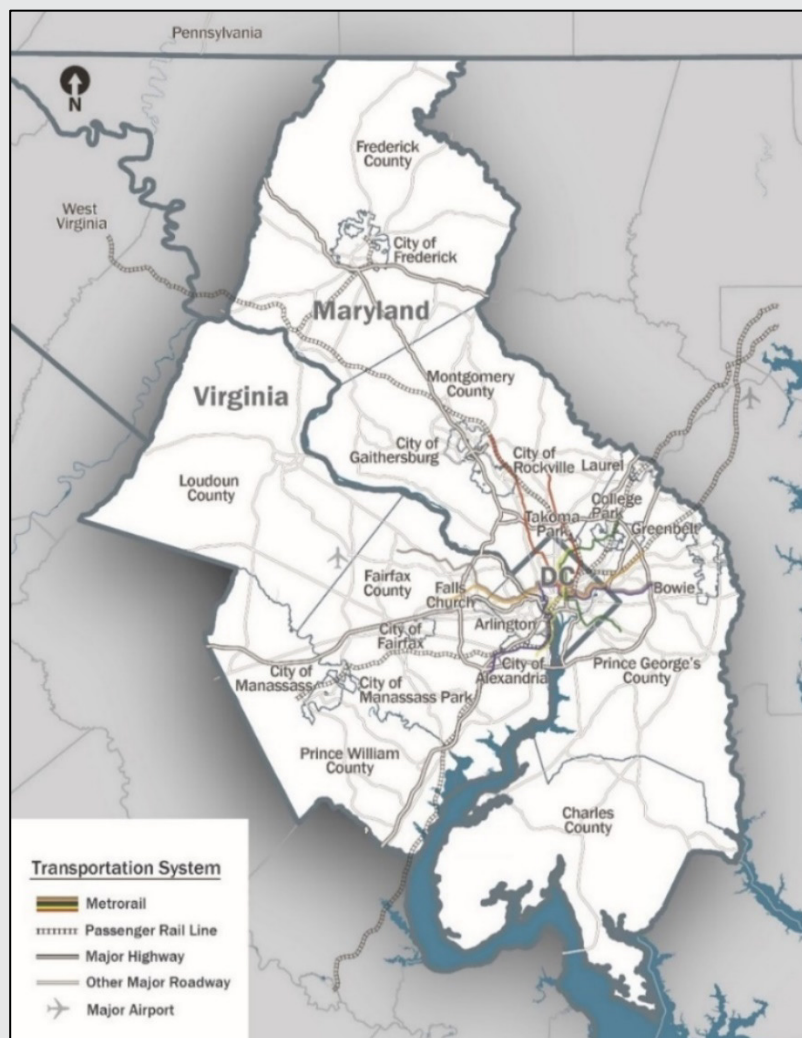 Pennsylvania
N
Frederick
County
West
Virginia
City of
Frederick
Maryland
Montgomery
County
Virginia
City of
Gaithersburg
City of
Rockville
Laurel
Loudoun
County
College
Park
Takoma
Park
Greenbelt
DC
Fairfax
County
Falls
Church
Bowie
Arlington
City of
Fairfax
City of
Manassass
City of
Manassass Park
City of
Alexandria
Prince George's
County
Prince William
County
Charles
County
Transportation System
Metrorail
Passenger Rail Line
Major Highway
Other Major Roadway
Major Airport